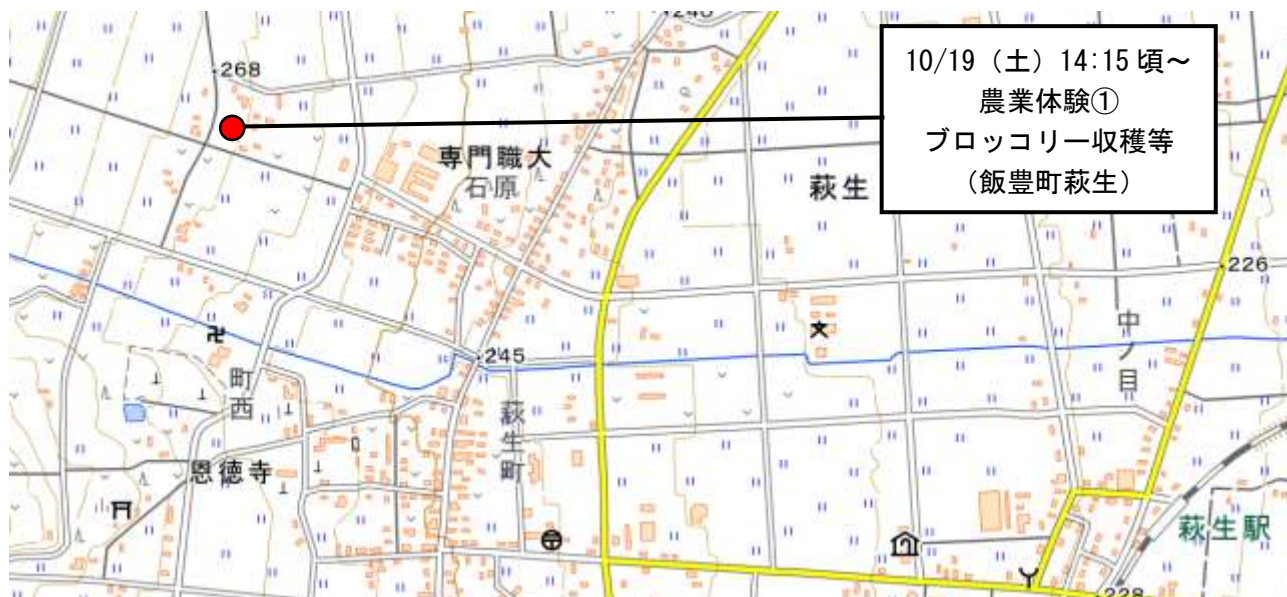 240
10/19（土）14:15 頃～
農業体験①
ブロッコリー収穫等
（飯豊町萩生）
268
専門職大
石原
萩生
226
中ノ目
245
町西
萩生町
恩徳寺
萩生駅
228